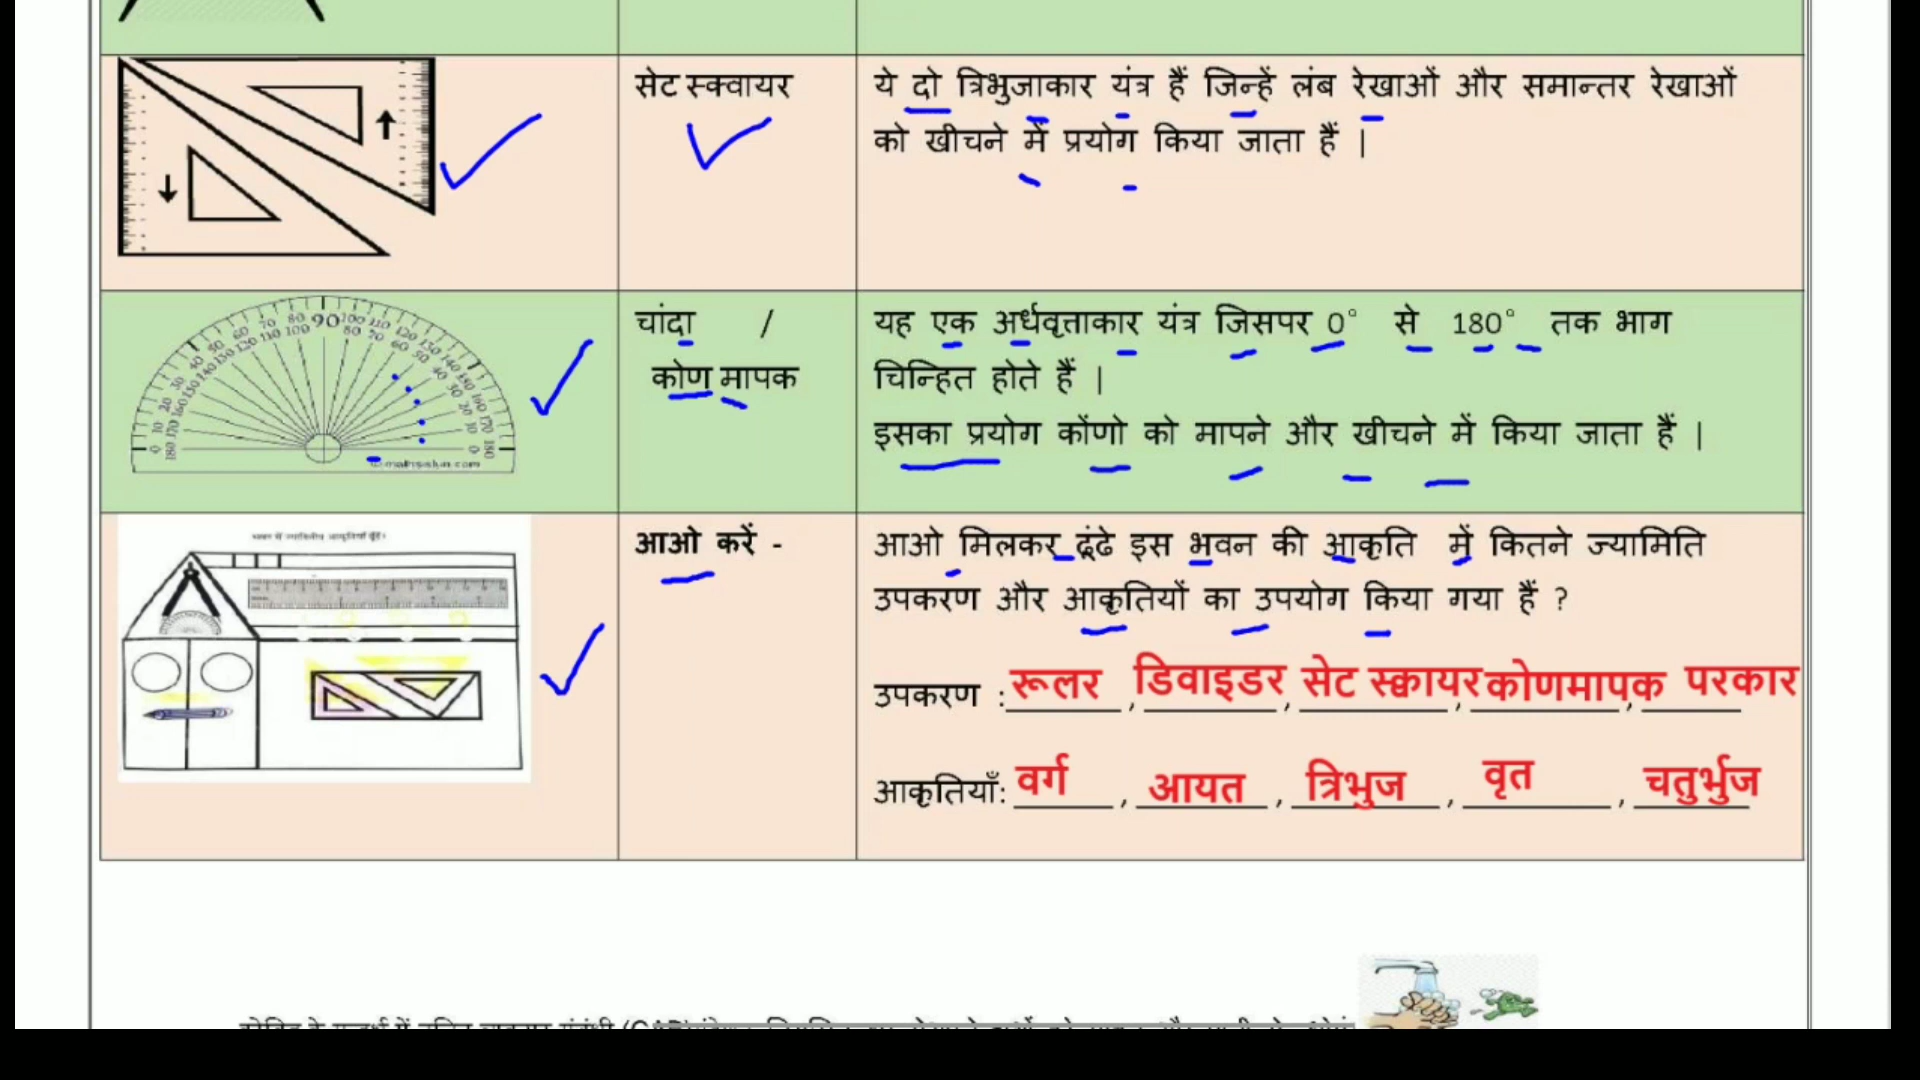 सेट स्क्वायर
ये दो त्रिभुजाकार यंत्र हैं जिन्हें लंब रेखाओं और समान्तर रेखाओं
को खीचने में प्रयोग किया जाता हैं |
चांदा /
कोण मापक
यह एक अर्धवृत्ताकार यंत्र जिसपर 0° से 180° तक भाग
चिन्हित होते हैं |
इसका प्रयोग कोंणो को मापने और खीचने में किया जाता हैं |
आओ करें -
आओ मिलकर ढूंढे इस भवन की आकृति में कितने ज्यामिति
उपकरण और आकृतियों का उपयोग किया गया हैं ?
उपकरण : रूलर , डिवाइडर , सेट स्क्वायर , कोणमापक , परकार
आकृतियाँ: वर्ग , आयत , त्रिभुज , वृत , चतुर्भुज